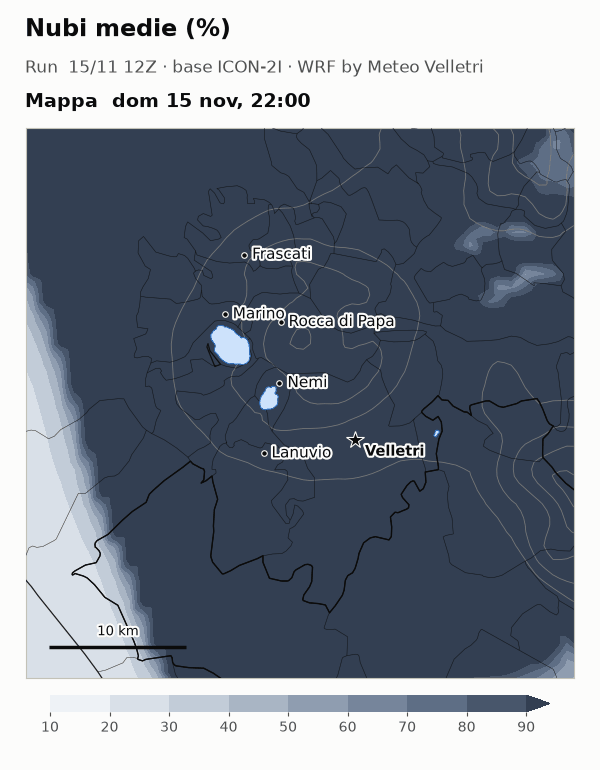 Nubi medie (%)
Run  15/11 12Z · base ICON-2I · WRF by Meteo Velletri
Mappa  dom 15 nov, 22:00
Frascati
Marino
Rocca di Papa
Nemi
Velletri
Lanuvio
10 km
10 20 30 40 50 60 70 80 90